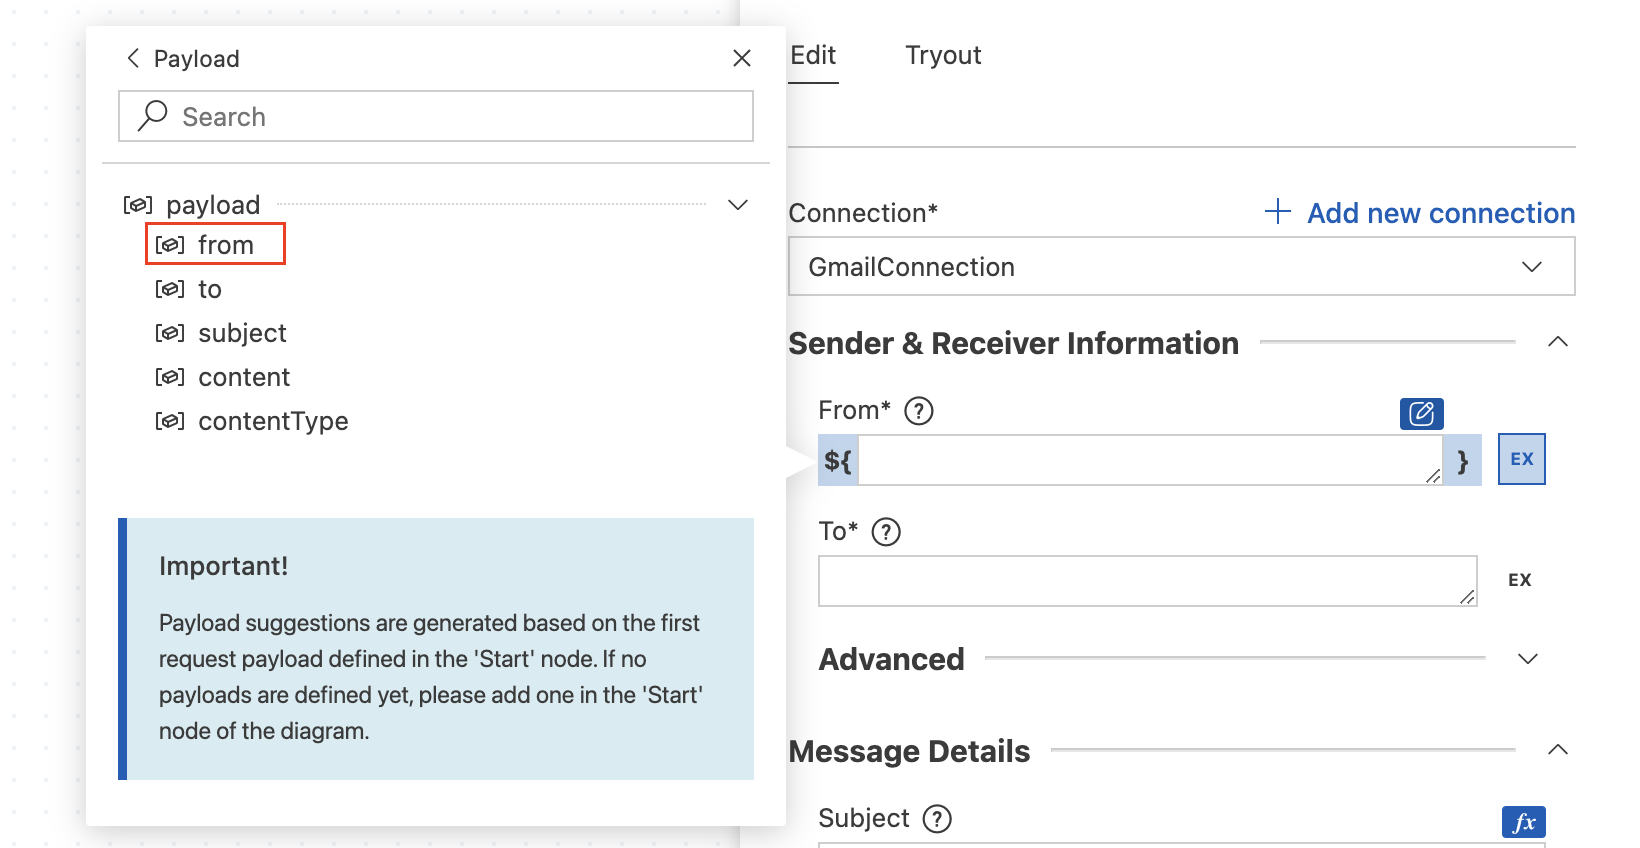 Payload
Search
payload
from
to
subject
content
contentType
Important!
Payload suggestions are generated based on the first
request payload defined in the 'Start' node. If no
payloads are defined yet, please add one in the 'Start'
node of the diagram.
Edit Tryout
Connection* Add new connection
GmailConnection
Sender & Receiver Information
From* ?
${ } EX
To* ?
EX
Advanced
Message Details
Subject ? fx